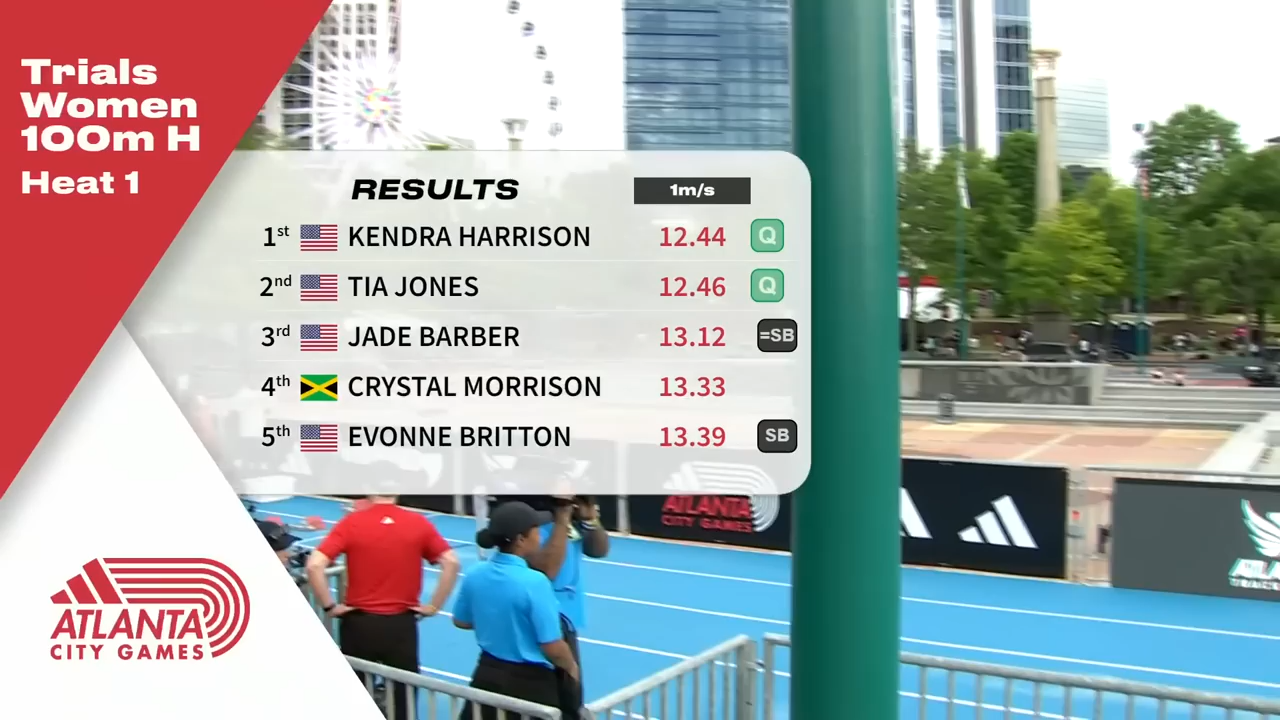 Trials
Women
100m H
Heat 1
RESULTS 1m/s
1st KENDRA HARRISON 12.44 Q
2nd TIA JONES 12.46 Q
3rd JADE BARBER 13.12 =SB
4th CRYSTAL MORRISON 13.33
5th EVONNE BRITTON 13.39 SB
ATLANTA
CITY GAMES
ATLANTA
CITY GAMES